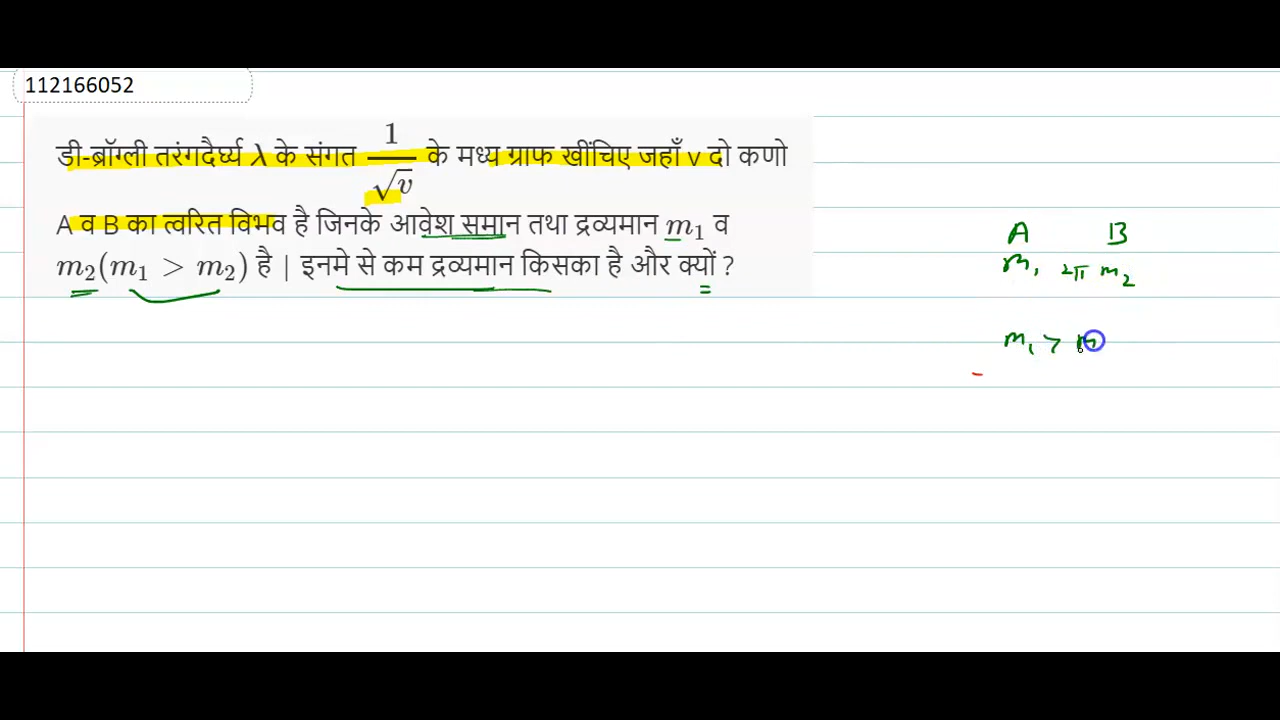 112166052
डी-ब्रॉग्ली तरंगदैर्घ्य λ के संगत 1/√v के मध्य ग्राफ खींचिए जहाँ v दो कणो
A व B का त्वरित विभव है जिनके आवेश समान तथा द्रव्यमान m₁ व
m₂(m₁ > m₂) है | इनमे से कम द्रव्यमान किसका है और क्यों ?
A B
m₁ m₂
m₁ > m